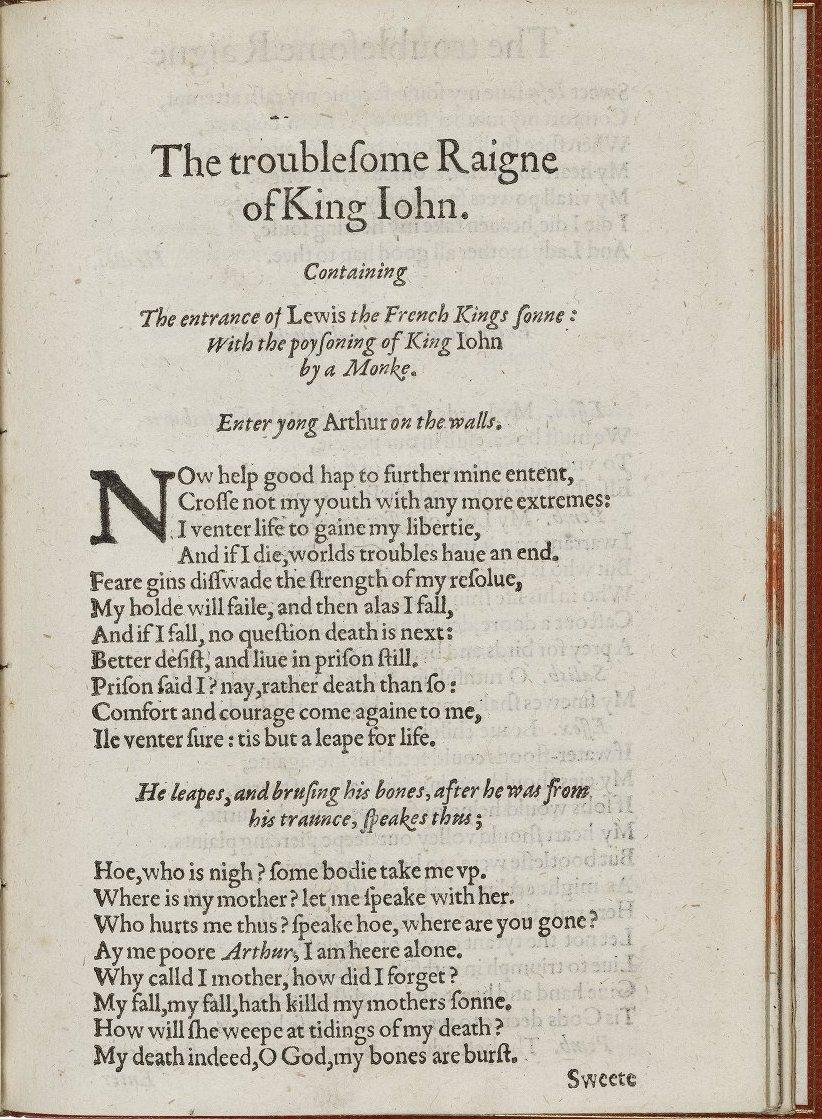 The troubleſome Raigne
of King Iohn.
Containing
The entrance of Lewis the French Kings ſonne :
With the poyſoning of King Iohn
by a Monke.
Enter yong Arthur on the walls.
NOw help good hap to further mine entent,
Croſſe not my youth with any more extremes:
I venter life to gaine my libertie,
And if I die, worlds troubles haue an end.
Feare gins diſſwade the ſtrength of my reſolue,
My holde will faile, and then alas I fall,
And if I fall, no queſtion death is next:
Better deſiſt, and liue in priſon ſtill.
Priſon ſaid I? nay, rather death than ſo :
Comfort and courage come againe to me,
Ile venter ſure : tis but a leape for life.
He leapes, and bruſing his bones, after he was from
his traunce, ſpeakes thus ;
Hoe, who is nigh? ſome bodie take me vp.
Where is my mother? let me ſpeake with her.
Who hurts me thus? ſpeake hoe, where are you gone?
Ay me poore Arthur, I am heere alone.
Why calld I mother, how did I forget?
My fall, my fall, hath killd my mothers ſonne.
How will ſhe weepe at tidings of my death?
My death indeed, O God, my bones are burſt.
Sweete